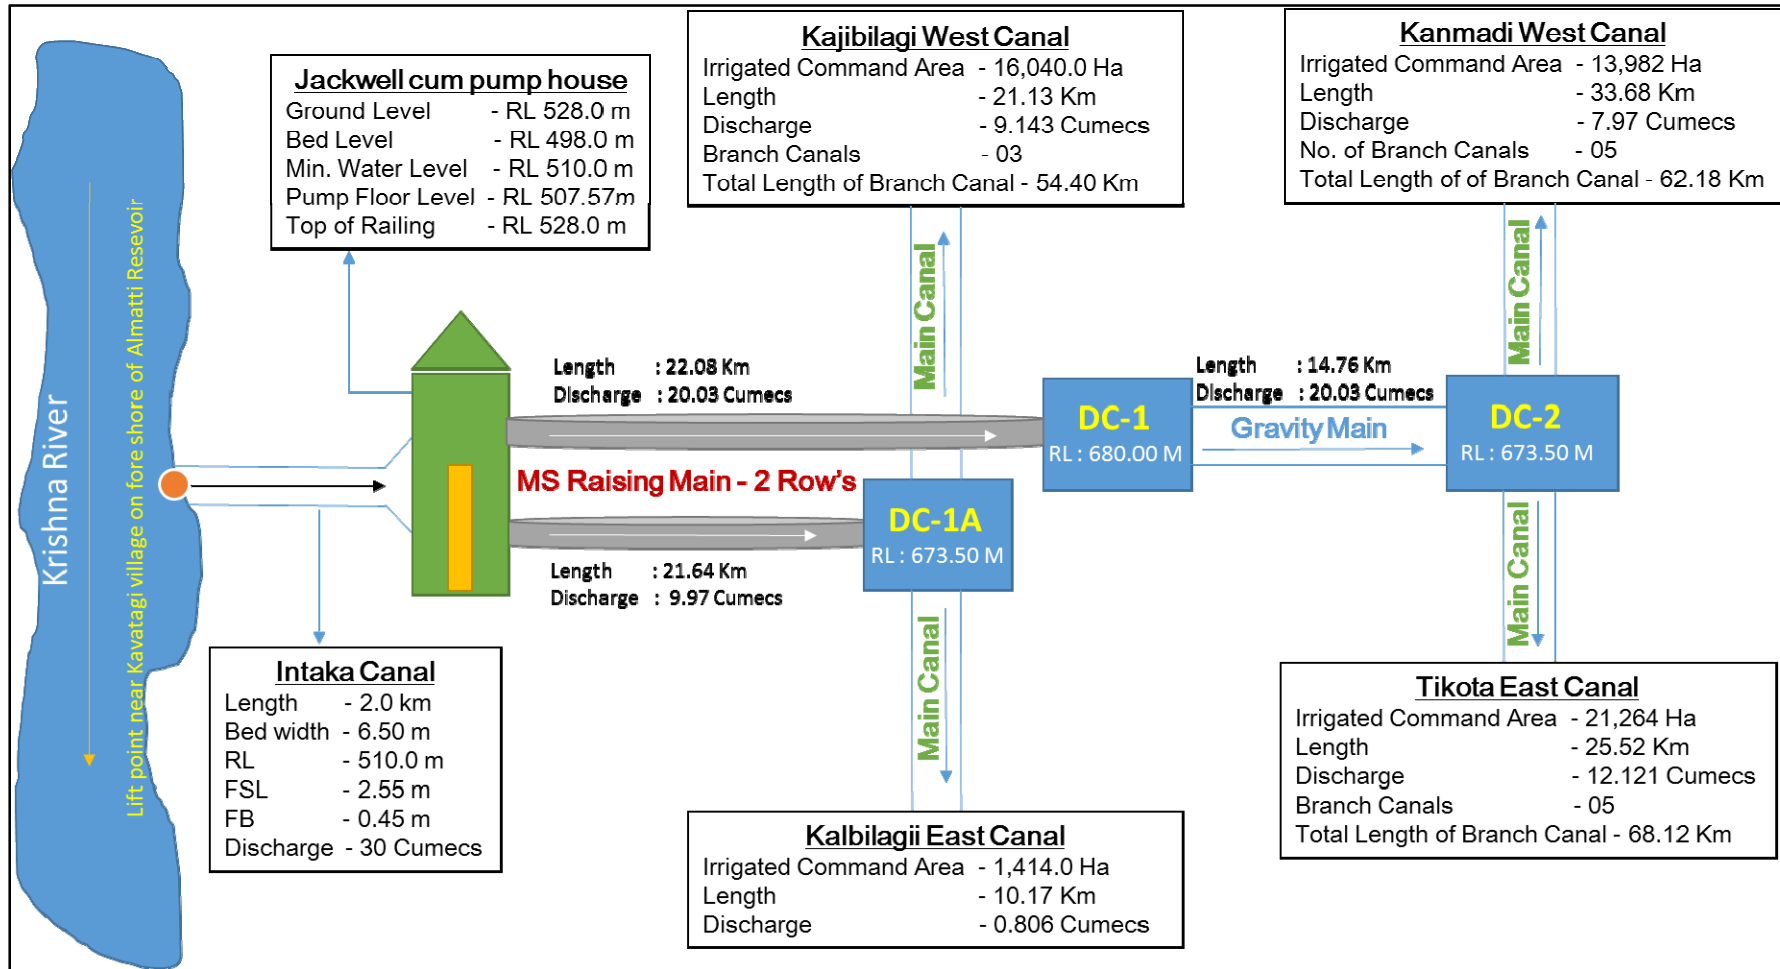 Krishna River
Lift point near Kavatagi village on fore shore of Almatti Resevoir
Jackwell cum pump house
Ground Level - RL 528.0 m
Bed Level - RL 498.0 m
Min. Water Level - RL 510.0 m
Pump Floor Level - RL 507.57m
Top of Railing - RL 528.0 m
Kajibilagi West Canal
Irrigated Command Area - 16,040.0 Ha
Length - 21.13 Km
Discharge - 9.143 Cumecs
Branch Canals - 03
Total Length of Branch Canal - 54.40 Km
Kanmadi West Canal
Irrigated Command Area - 13,982 Ha
Length - 33.68 Km
Discharge - 7.97 Cumecs
No. of Branch Canals - 05
Total Length of of Branch Canal - 62.18 Km
Main Canal
Main Canal
Length : 22.08 Km
Discharge : 20.03 Cumecs
Length : 14.76 Km
Discharge : 20.03 Cumecs
DC-1
RL : 680.00 M
Gravity Main
DC-2
RL : 673.50 M
MS Raising Main - 2 Row's
DC-1A
RL : 673.50 M
Length : 21.64 Km
Discharge : 9.97 Cumecs
Main Canal
Main Canal
Intaka Canal
Length - 2.0 km
Bed width - 6.50 m
RL - 510.0 m
FSL - 2.55 m
FB - 0.45 m
Discharge - 30 Cumecs
Kalbilagii East Canal
Irrigated Command Area - 1,414.0 Ha
Length - 10.17 Km
Discharge - 0.806 Cumecs
Tikota East Canal
Irrigated Command Area - 21,264 Ha
Length - 25.52 Km
Discharge - 12.121 Cumecs
Branch Canals - 05
Total Length of Branch Canal - 68.12 Km